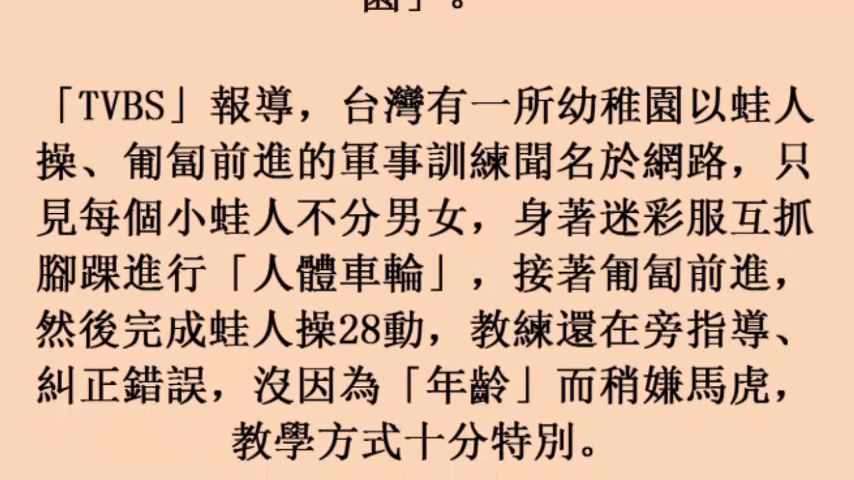 園」。
「TVBS」報導，台灣有一所幼稚園以蛙人
操、匍匐前進的軍事訓練聞名於網路，只
見每個小蛙人不分男女，身著迷彩服互抓
腳踝進行「人體車輪」，接著匍匐前進，
然後完成蛙人操28動，教練還在旁指導、
糾正錯誤，沒因為「年齡」而稍嫌馬虎，
教學方式十分特別。